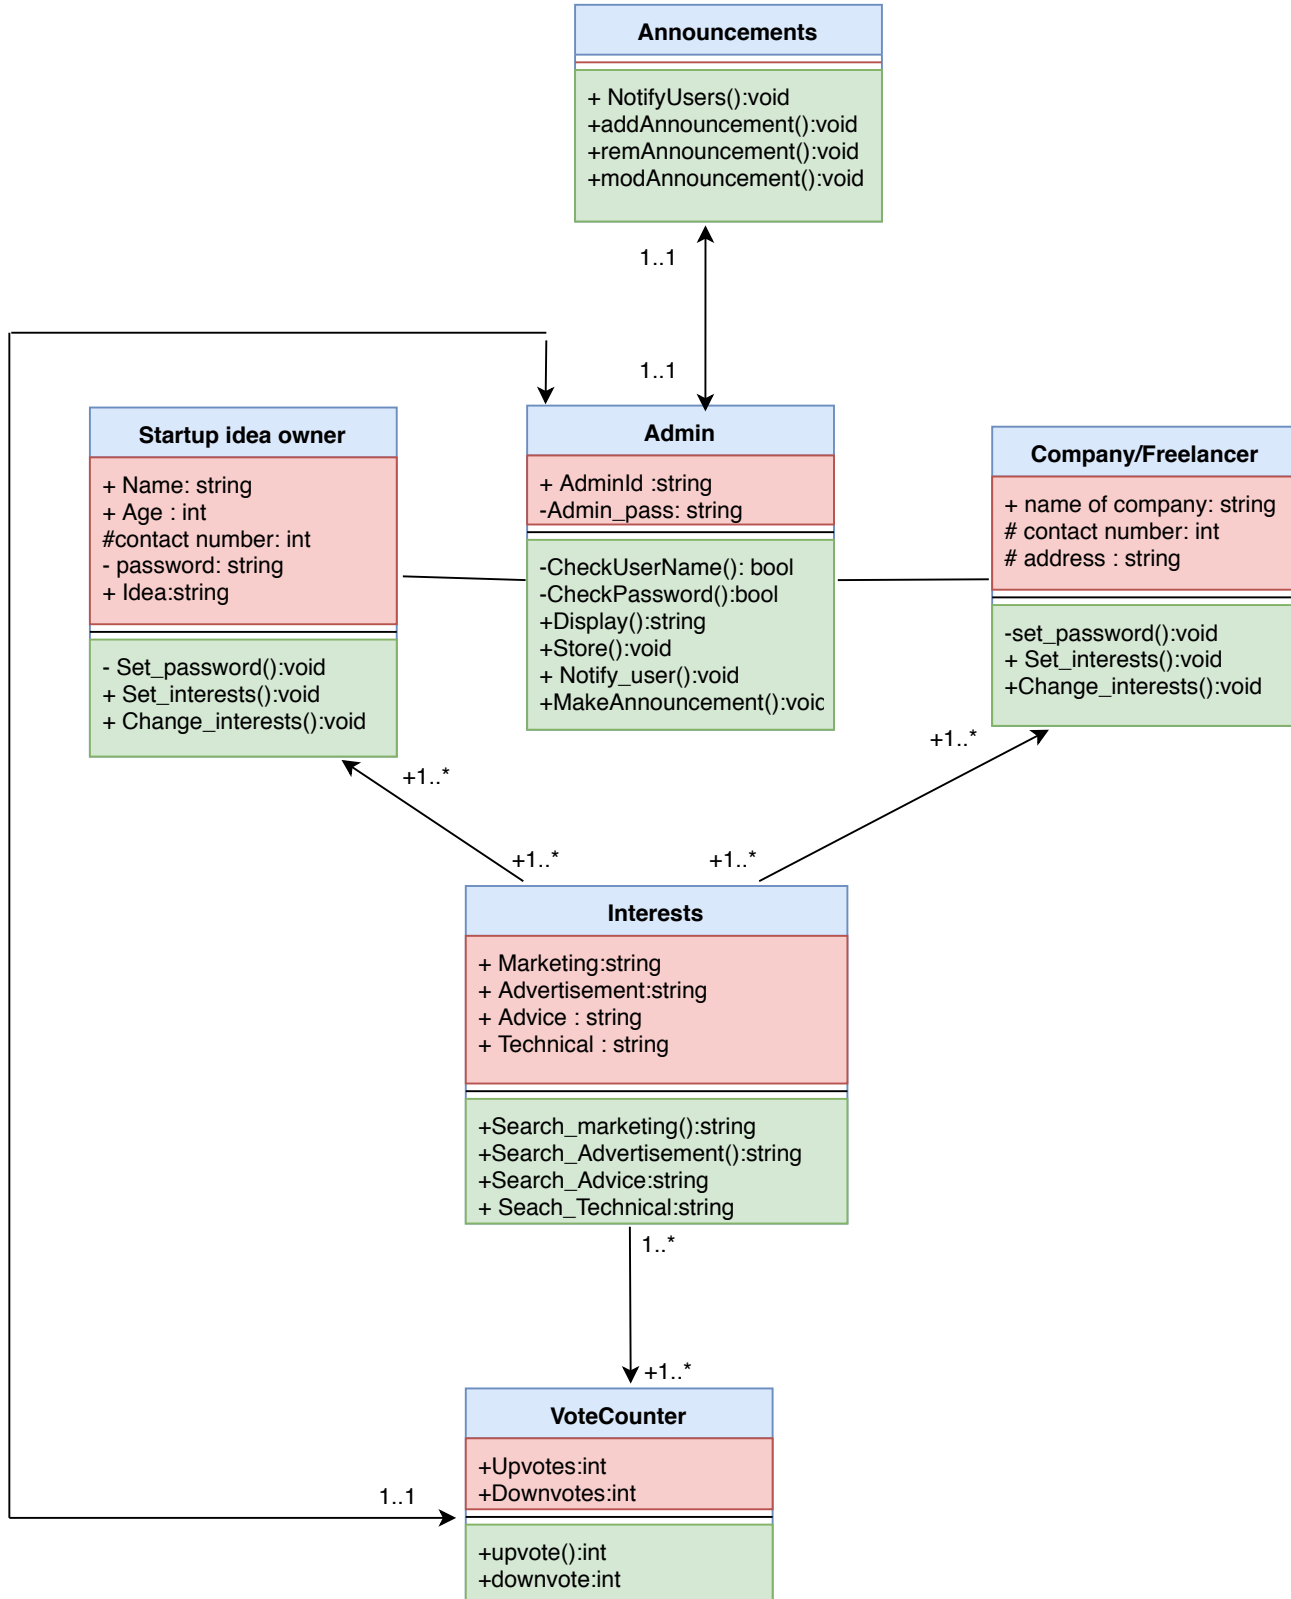 Announcements
+ NotifyUsers():void
+addAnnouncement():void
+remAnnouncement():void
+modAnnouncement():void
1..1
1..1
Startup idea owner
+ Name: string
+ Age : int
#contact number: int
- password: string
+ Idea:string
- Set_password():void
+ Set_interests():void
+ Change_interests():void
Admin
+ AdminId :string
-Admin_pass: string
-CheckUserName(): bool
-CheckPassword():bool
+Display():string
+Store():void
+ Notify_user():void
+MakeAnnouncement():voic
Company/Freelancer
+ name of company: string
# contact number: int
# address : string
-set_password():void
+ Set_interests():void
+Change_interests():void
+1..*
+1..*
+1..*
+1..*
Interests
+ Marketing:string
+ Advertisement:string
+ Advice : string
+ Technical : string
+Search_marketing():string
+Search_Advertisement():string
+Search_Advice:string
+ Seach_Technical:string
1..*
+1..*
VoteCounter
+Upvotes:int
+Downvotes:int
1..1
+upvote():int
+downvote:int